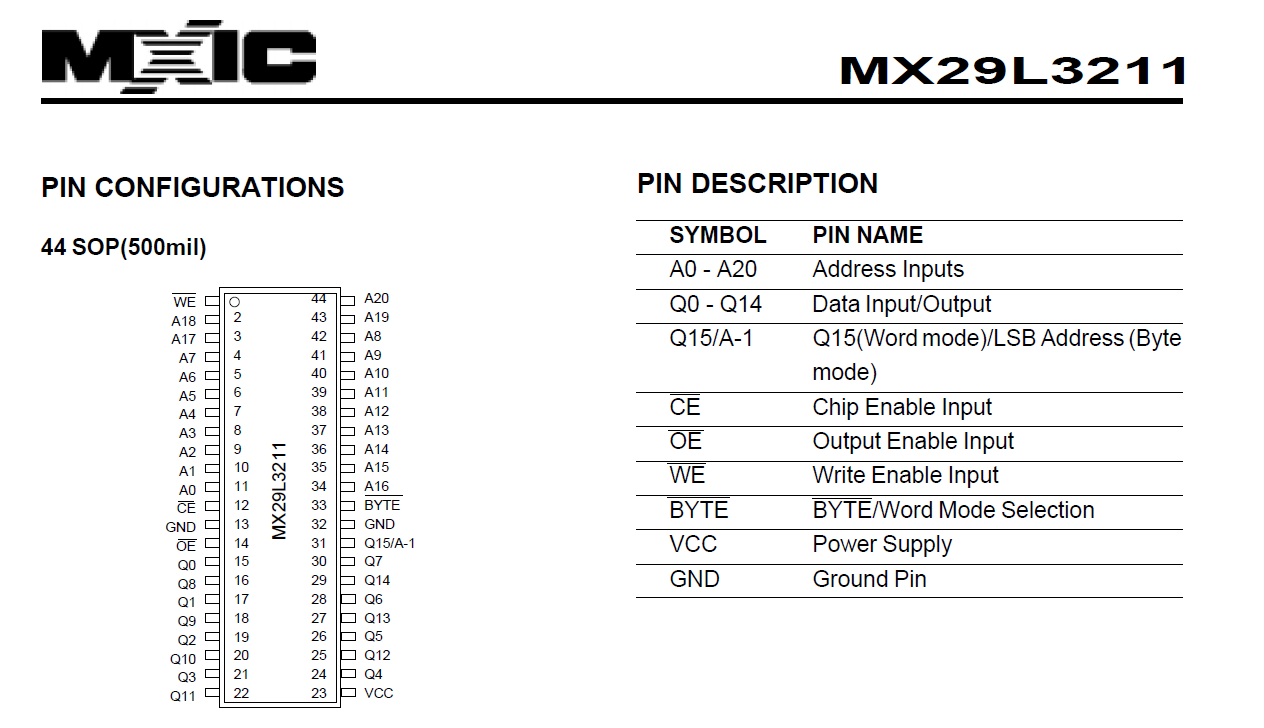 MXIC
MX29L3211
PIN CONFIGURATIONS
44 SOP(500mil)
WE 44 A20
A18 2 43 A19
A17 3 42 A8
A7 4 41 A9
A6 5 40 A10
A5 6 39 A11
A4 7 38 A12
A3 8 37 A13
A2 9 36 A14
A1 10 35 A15
A0 11 34 A16
CE 12 33 BYTE
GND 13 32 GND
OE 14 31 Q15/A-1
Q0 15 30 Q7
Q8 16 29 Q14
Q1 17 28 Q6
Q9 18 27 Q13
Q2 19 26 Q5
Q10 20 25 Q12
Q3 21 24 Q4
Q11 22 23 VCC
MX29L3211
PIN DESCRIPTION
SYMBOL PIN NAME
A0 - A20 Address Inputs
Q0 - Q14 Data Input/Output
Q15/A-1 Q15(Word mode)/LSB Address (Byte
mode)
CE Chip Enable Input
OE Output Enable Input
WE Write Enable Input
BYTE BYTE/Word Mode Selection
VCC Power Supply
GND Ground Pin